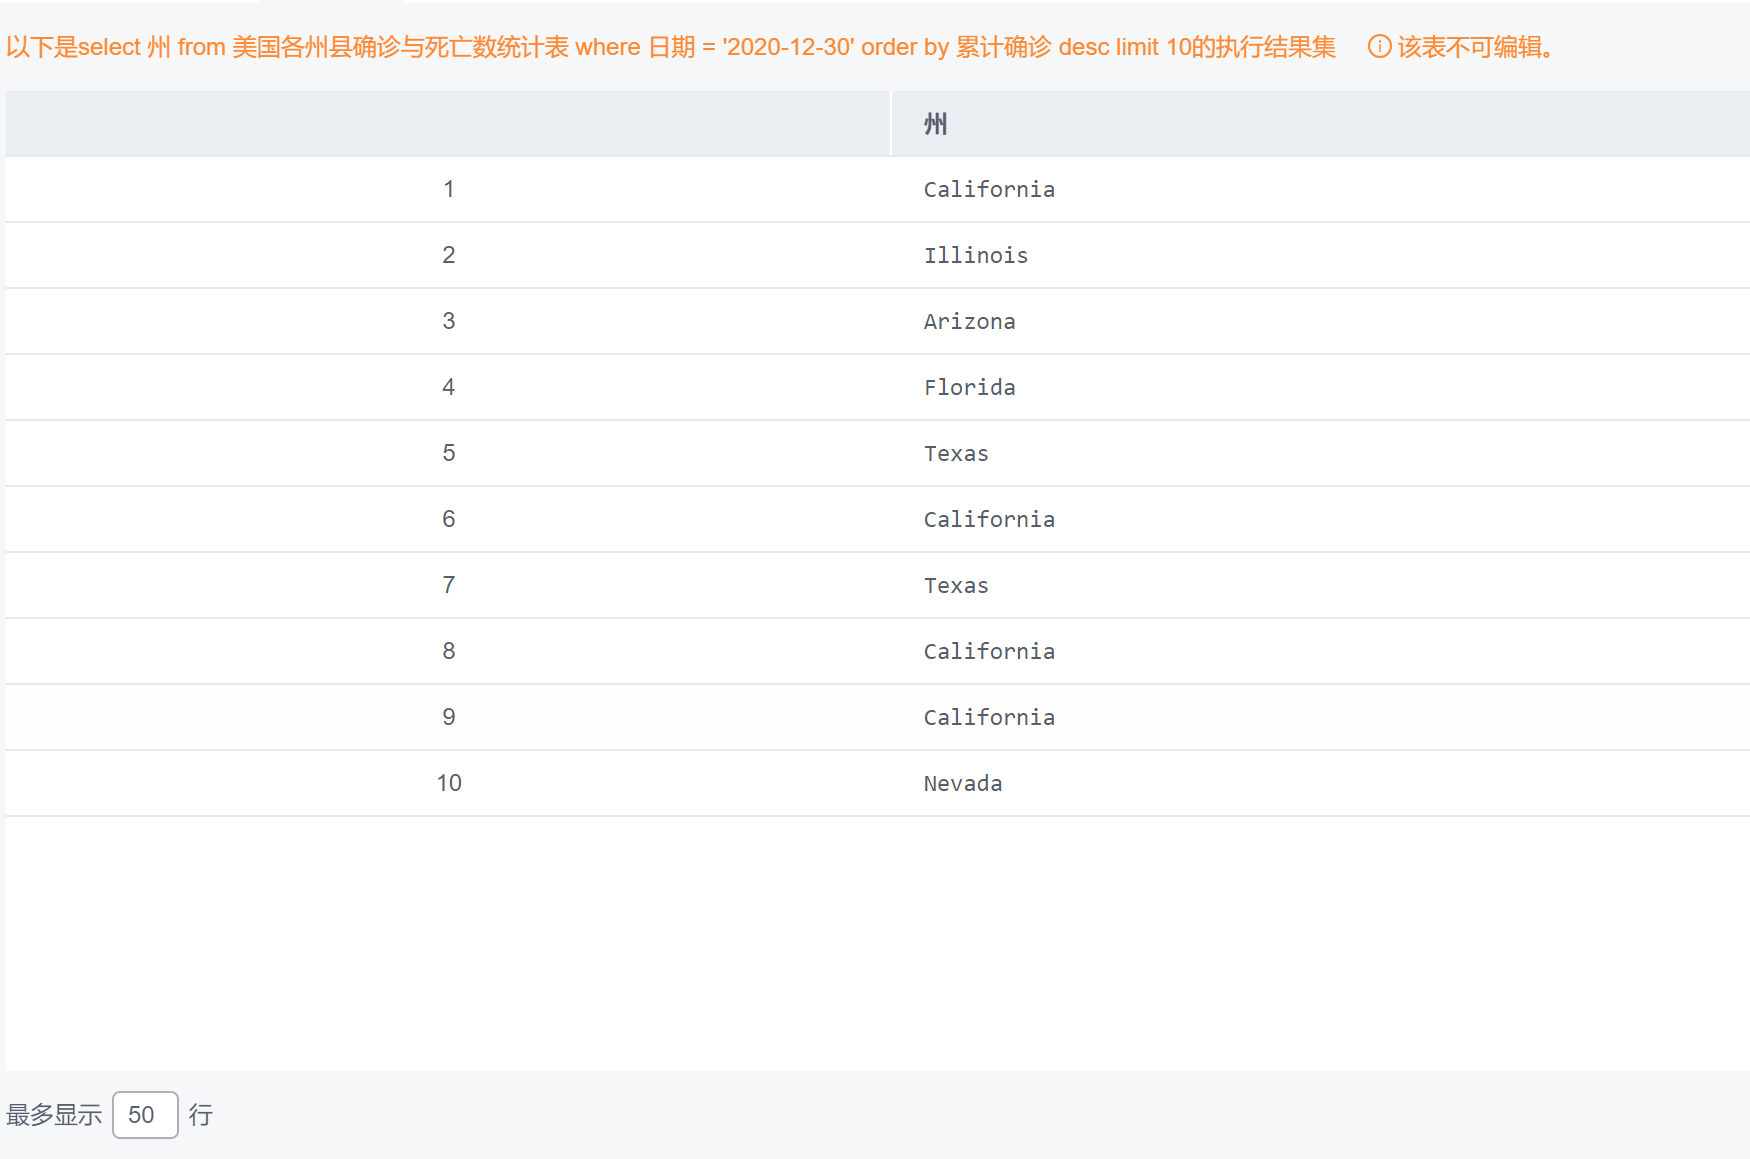 以下是select 州 from 美国各州县确诊与死亡数统计表 where 日期 = '2020-12-30' order by 累计确诊 desc limit 10的执行结果集 该表不可编辑。
州
1 California
2 Illinois
3 Arizona
4 Florida
5 Texas
6 California
7 Texas
8 California
9 California
10 Nevada
最多显示 50 行